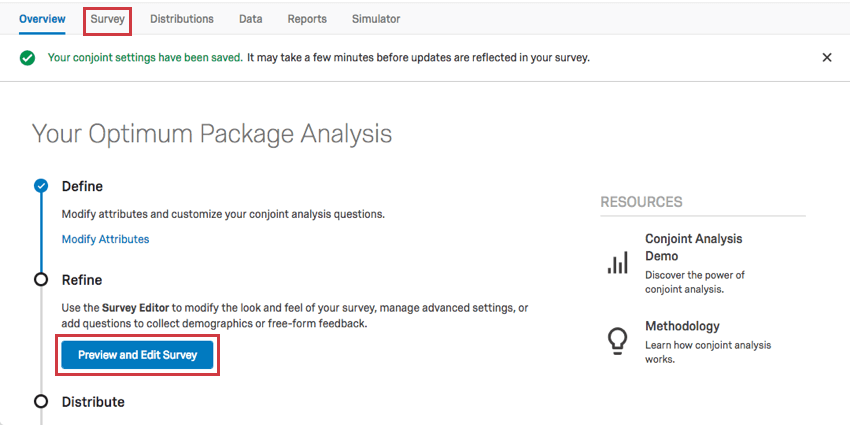 Overview Survey Distributions Data Reports Simulator
Your conjoint settings have been saved. It may take a few minutes before updates are reflected in your survey.
Your Optimum Package Analysis
Define
Modify attributes and customize your conjoint analysis questions.
Modify Attributes
Refine
Use the Survey Editor to modify the look and feel of your survey, manage advanced settings, or
add questions to collect demographics or free-form feedback.
Preview and Edit Survey
Distribute
RESOURCES
Conjoint Analysis
Demo
Discover the power of
conjoint analysis.
Methodology
Learn how conjoint analysis
works.